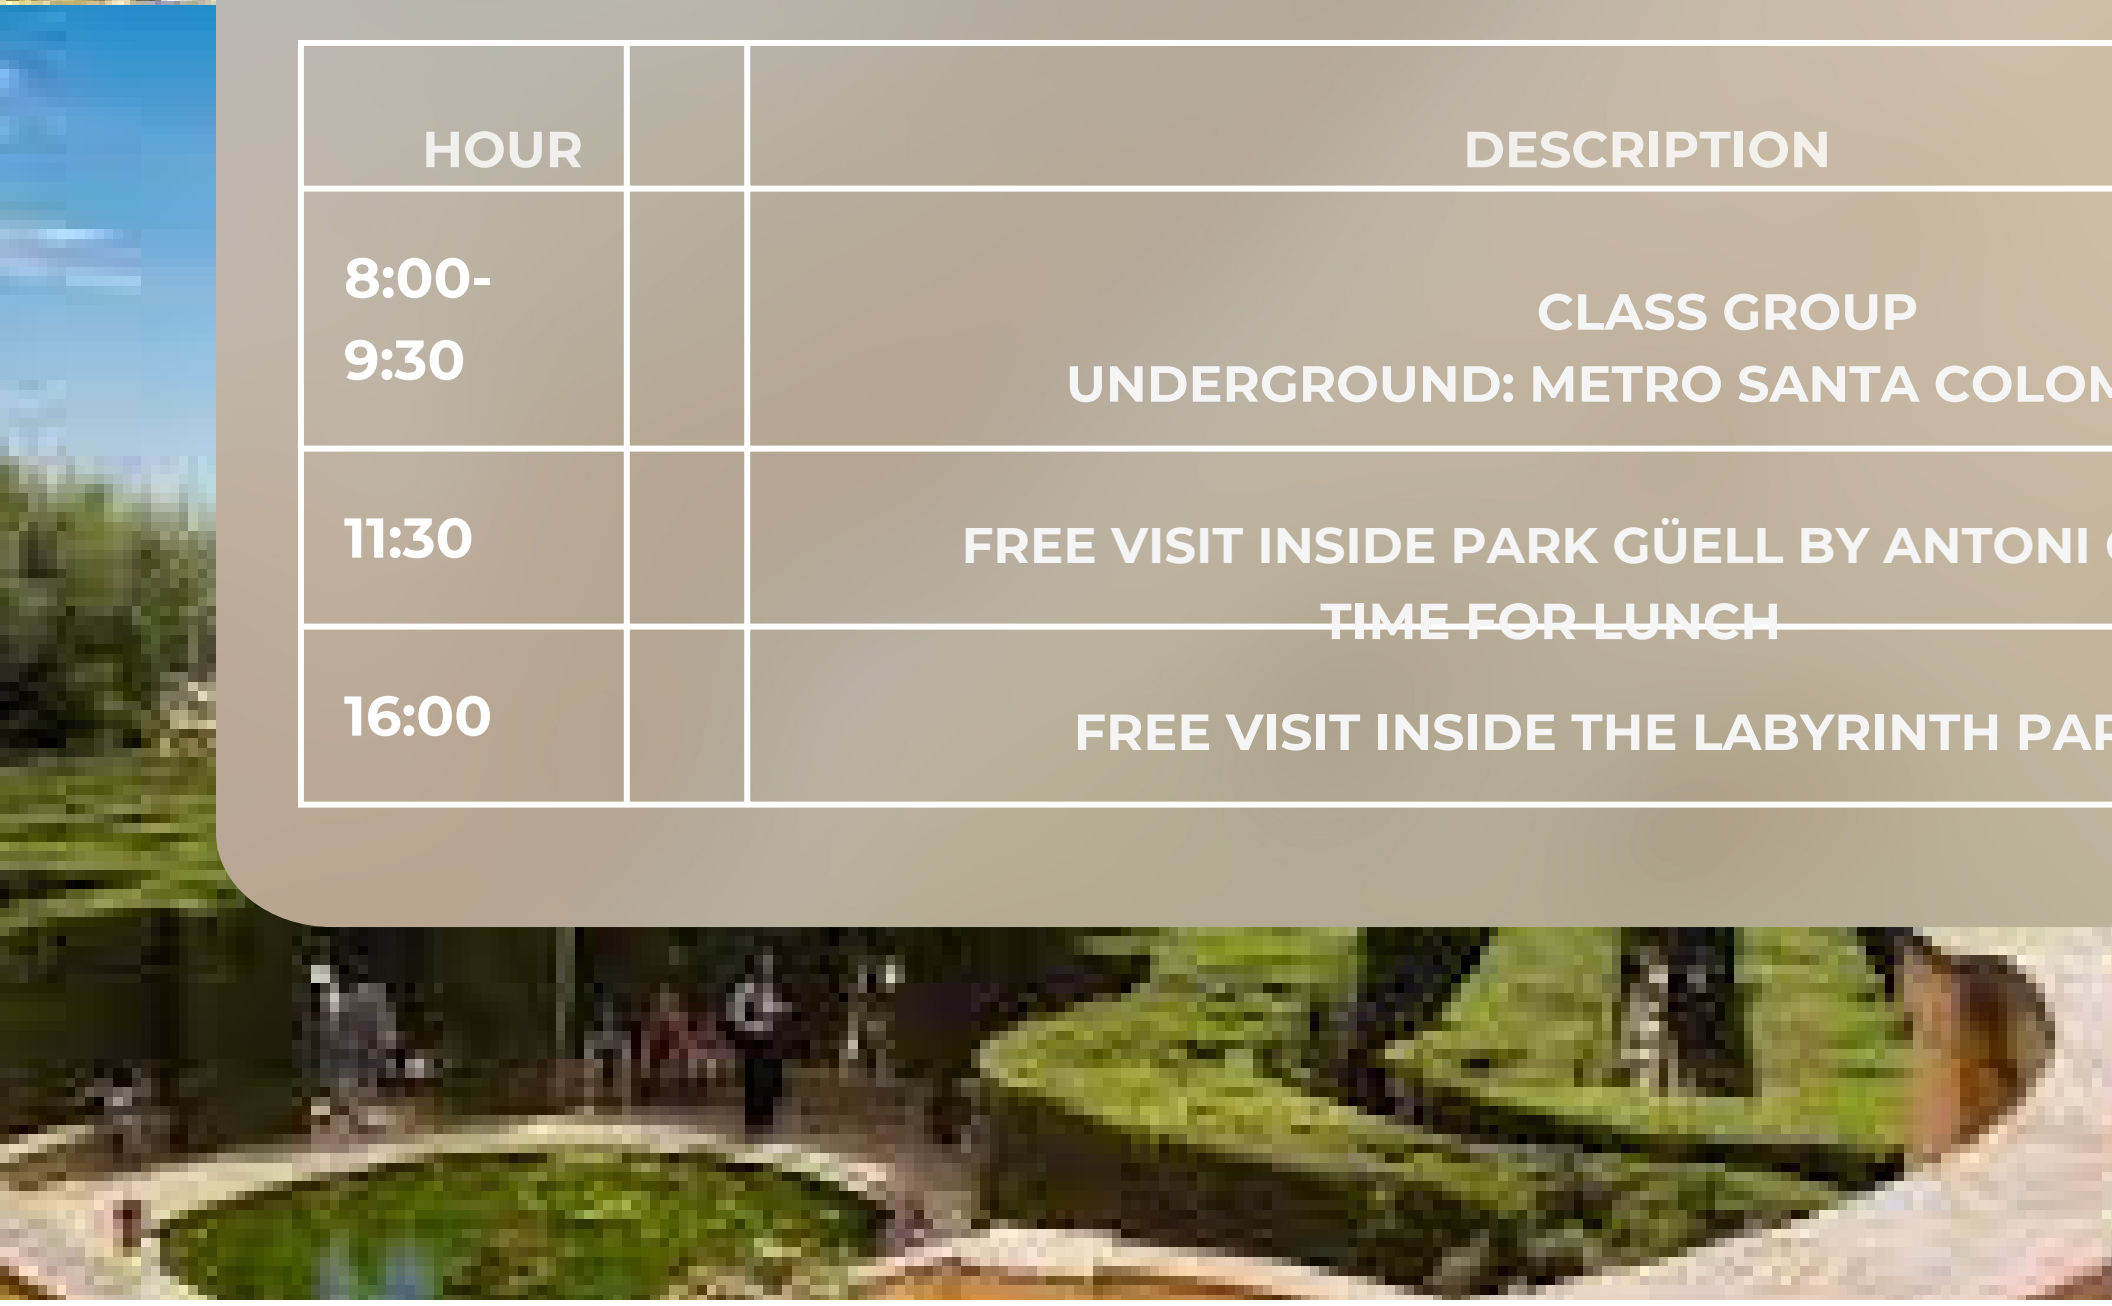 HOUR DESCRIPTION
8:00-
9:30
CLASS GROUP
UNDERGROUND: METRO SANTA
11:30
FREE VISIT INSIDE PARK GÜELL BY ANTONI
TIME FOR LUNCH
16:00
FREE VISIT INSIDE THE LABYRINTH